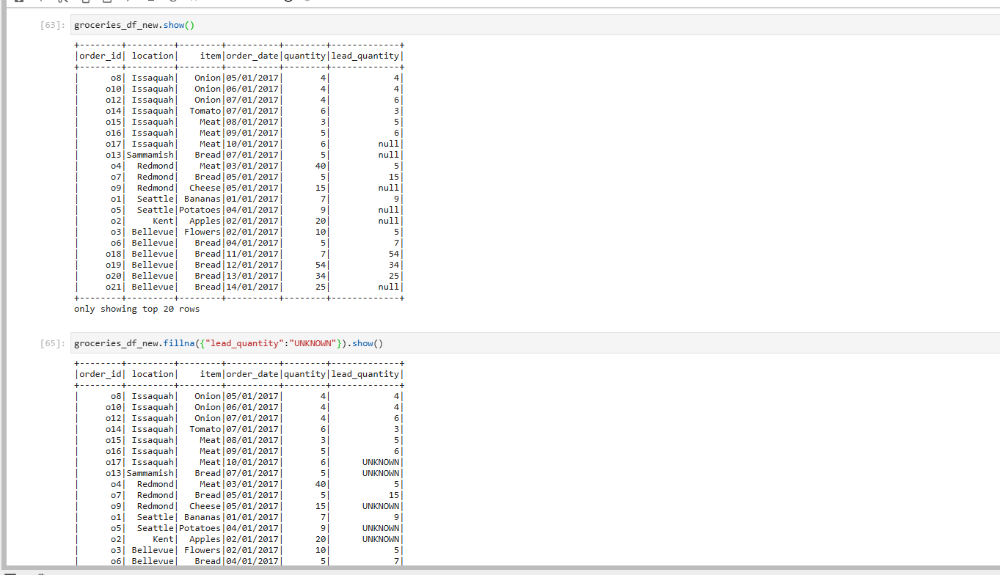 [63]: groceries_df_new.show()
+--------+---------+--------+----------+--------+-------------+
|order_id| location|    item|order_date|quantity|lead_quantity|
+--------+---------+--------+----------+--------+-------------+
|      o8| Issaquah|   Onion|05/01/2017|       4|            4|
|     o10| Issaquah|   Onion|06/01/2017|       4|            4|
|     o12| Issaquah|   Onion|07/01/2017|       4|            6|
|     o14| Issaquah|  Tomato|07/01/2017|       6|            3|
|     o15| Issaquah|    Meat|08/01/2017|       3|            5|
|     o16| Issaquah|    Meat|09/01/2017|       5|            6|
|     o17| Issaquah|    Meat|10/01/2017|       6|         null|
|     o13|Sammamish|   Bread|07/01/2017|       5|         null|
|      o4|  Redmond|    Meat|03/01/2017|      40|            5|
|      o7|  Redmond|   Bread|05/01/2017|       5|           15|
|      o9|  Redmond|  Cheese|05/01/2017|      15|         null|
|      o1|  Seattle| Bananas|01/01/2017|       7|            9|
|      o5|  Seattle|Potatoes|04/01/2017|       9|         null|
|      o2|     Kent|  Apples|02/01/2017|      20|         null|
|      o3| Bellevue| Flowers|02/01/2017|      10|            5|
|      o6| Bellevue|   Bread|04/01/2017|       5|            7|
|     o18| Bellevue|   Bread|11/01/2017|       7|           54|
|     o19| Bellevue|   Bread|12/01/2017|      54|           34|
|     o20| Bellevue|   Bread|13/01/2017|      34|           25|
|     o21| Bellevue|   Bread|14/01/2017|      25|         null|
+--------+---------+--------+----------+--------+-------------+
only showing top 20 rows
[65]: groceries_df_new.fillna({"lead_quantity":"UNKNOWN"}).show()
+--------+---------+--------+----------+--------+-------------+
|order_id| location|    item|order_date|quantity|lead_quantity|
+--------+---------+--------+----------+--------+-------------+
|      o8| Issaquah|   Onion|05/01/2017|       4|            4|
|     o10| Issaquah|   Onion|06/01/2017|       4|            4|
|     o12| Issaquah|   Onion|07/01/2017|       4|            6|
|     o14| Issaquah|  Tomato|07/01/2017|       6|            3|
|     o15| Issaquah|    Meat|08/01/2017|       3|            5|
|     o16| Issaquah|    Meat|09/01/2017|       5|            6|
|     o17| Issaquah|    Meat|10/01/2017|       6|      UNKNOWN|
|     o13|Sammamish|   Bread|07/01/2017|       5|      UNKNOWN|
|      o4|  Redmond|    Meat|03/01/2017|      40|            5|
|      o7|  Redmond|   Bread|05/01/2017|       5|           15|
|      o9|  Redmond|  Cheese|05/01/2017|      15|      UNKNOWN|
|      o1|  Seattle| Bananas|01/01/2017|       7|            9|
|      o5|  Seattle|Potatoes|04/01/2017|       9|      UNKNOWN|
|      o2|     Kent|  Apples|02/01/2017|      20|      UNKNOWN|
|      o3| Bellevue| Flowers|02/01/2017|      10|            5|
|      o6| Bellevue|   Bread|04/01/2017|       5|            7|